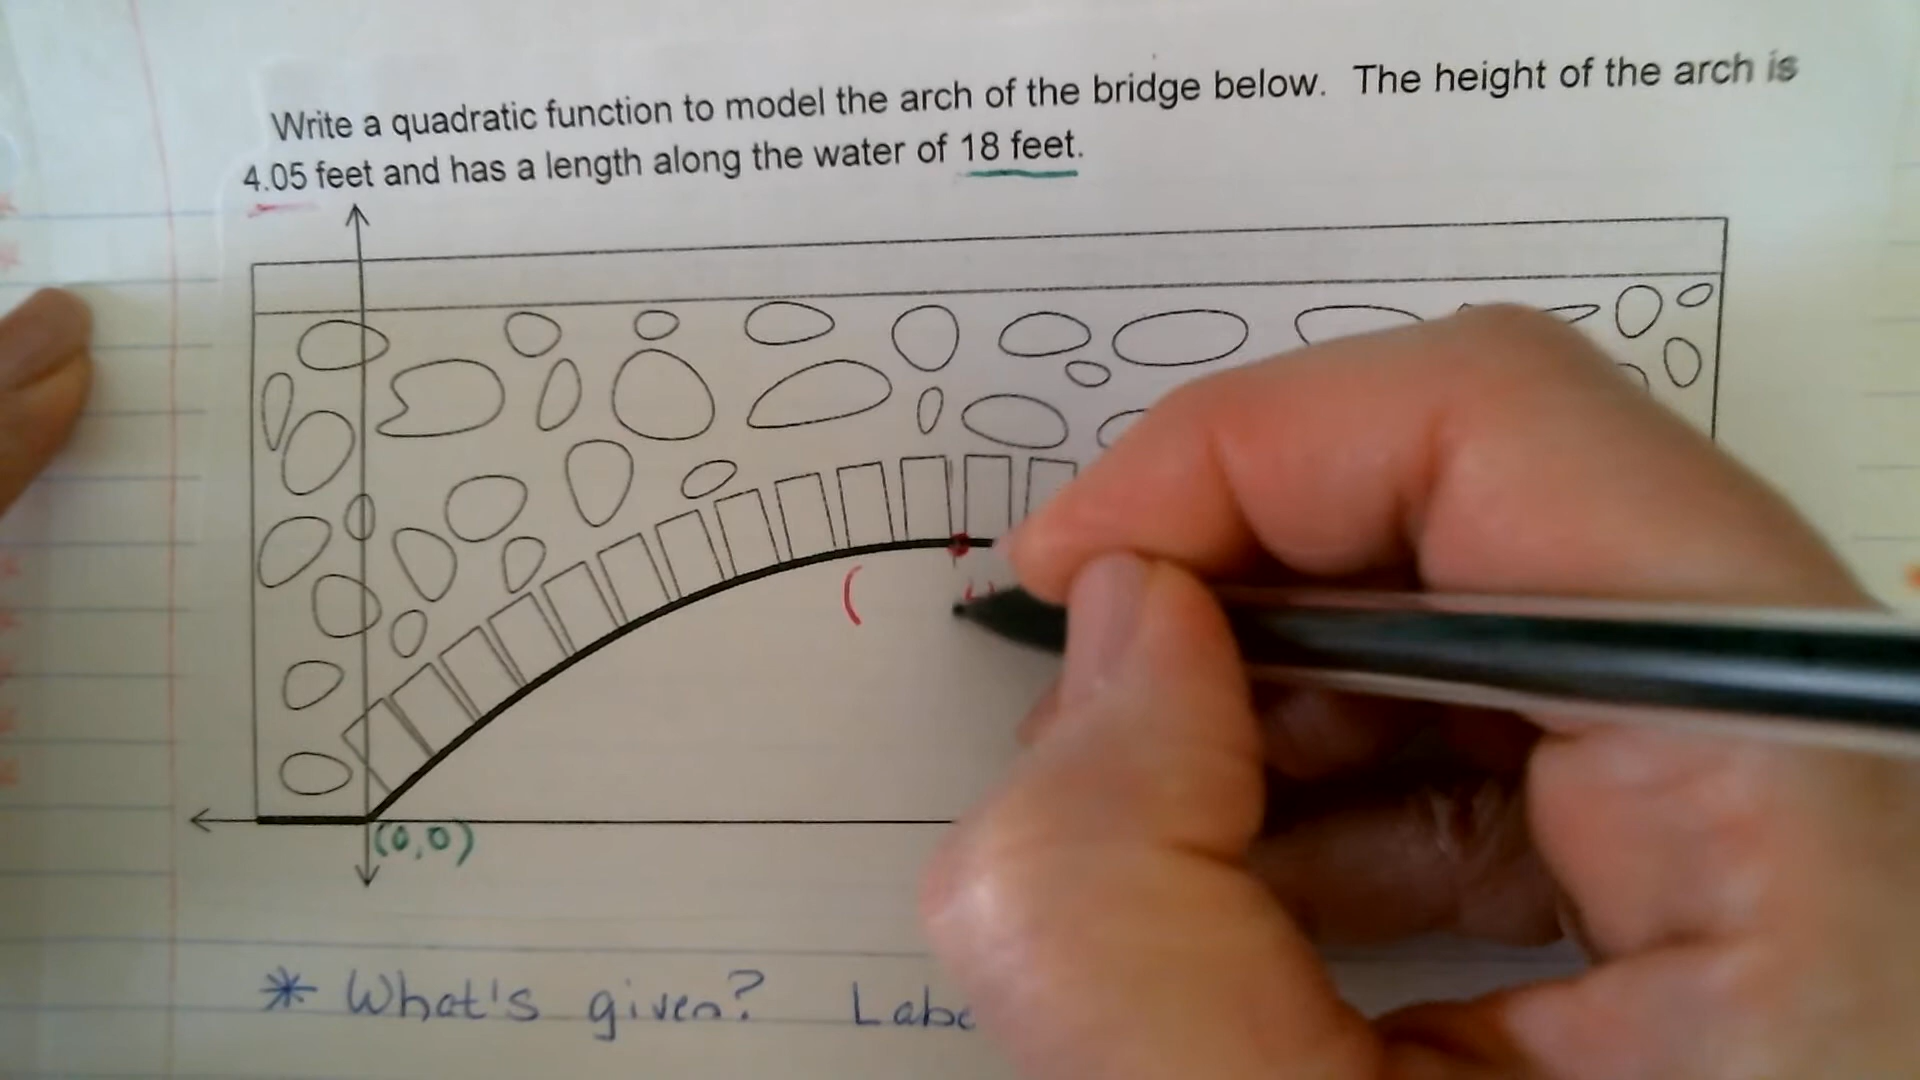 Write a quadratic function to model the arch of the bridge below. The height of the arch is
4.05 feet and has a length along the water of 18 feet.
(
(0,0)
* What's given? Labe